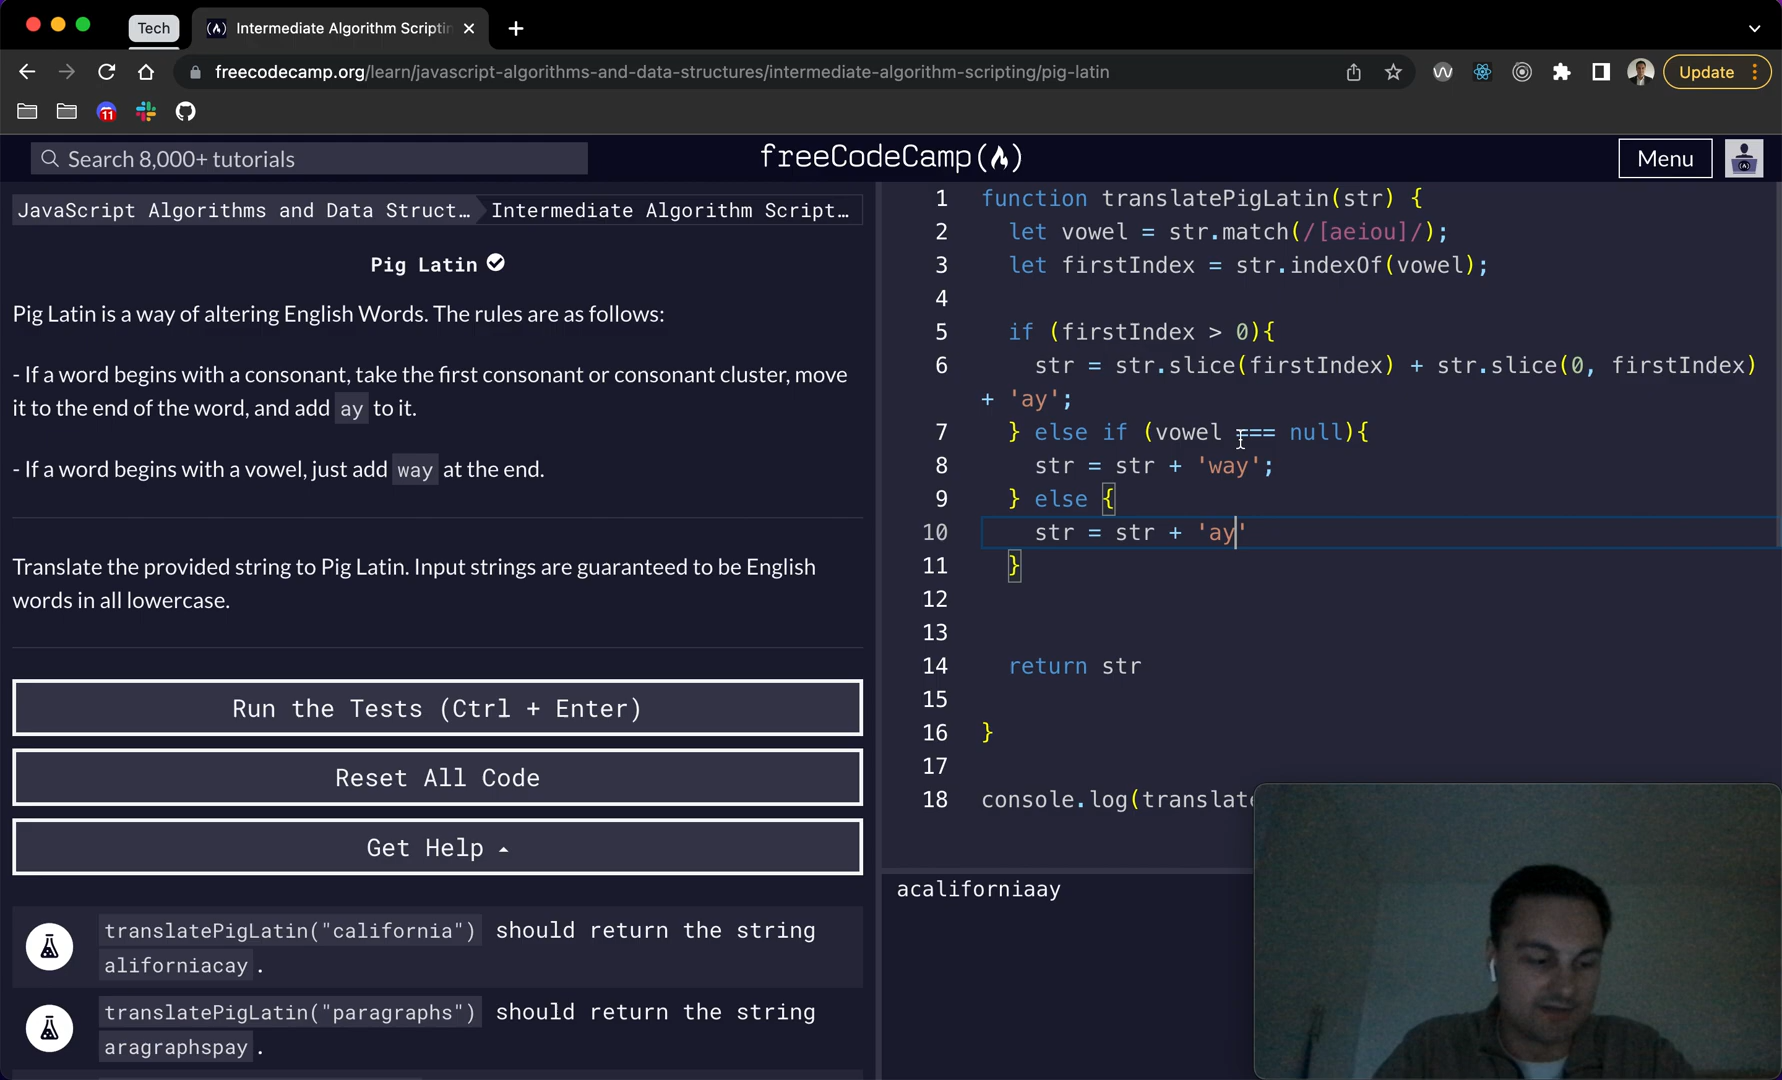 Tech
Intermediate Algorithm Scriptin
freecodecamp.org/learn/javascript-algorithms-and-data-structures/intermediate-algorithm-scripting/pig-latin
Update
11
Search 8,000+ tutorials
freeCodeCamp(🔥)
Menu
JavaScript Algorithms and Data Struct…
Intermediate Algorithm Script…
Pig Latin
Pig Latin is a way of altering English Words. The rules are as follows:
- If a word begins with a consonant, take the first consonant or consonant cluster, move
it to the end of the word, and add ay to it.
- If a word begins with a vowel, just add way at the end.
Translate the provided string to Pig Latin. Input strings are guaranteed to be English
words in all lowercase.
Run the Tests (Ctrl + Enter)
Reset All Code
Get Help
translatePigLatin("california") should return the string
aliforniacay .
translatePigLatin("paragraphs") should return the string
aragraphspay .
1 function translatePigLatin(str) {
2 let vowel = str.match(/[aeiou]/);
3 let firstIndex = str.indexOf(vowel);
4
5 if (firstIndex > 0){
6 str = str.slice(firstIndex) + str.slice(0, firstIndex)
+ 'ay';
7 } else if (vowel === null){
8 str = str + 'way';
9 } else {
10 str = str + 'ay'
11 }
12
13
14 return str
15
16 }
17
18 console.log(translate
acaliforniaay